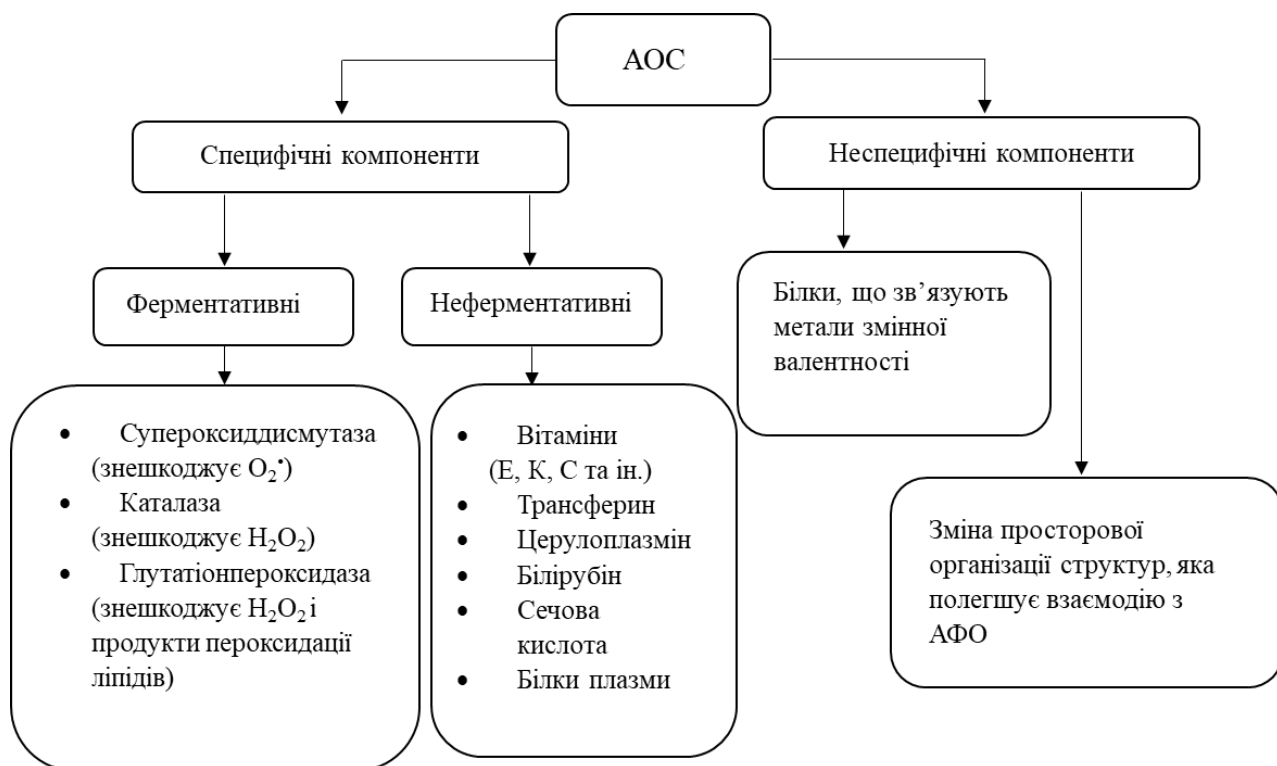 АОС
Специфічні компоненти
Неспецифічні компоненти
Ферментативні
Неферментативні
Білки, що зв’язують
метали змінної
валентності
• Супероксиддисмутаза
(знешкоджує O₂•)
• Каталаза
(знешкоджує H₂O₂)
• Глутатіонпероксидаза
(знешкоджує H₂O₂ і
продукти пероксидації
ліпідів)
• Вітаміни
(Е, К, С та ін.)
• Трансферин
• Церулоплазмін
• Білірубін
• Сечова
кислота
• Білки плазми
Зміна просторової
організації структур, яка
полегшує взаємодію з
АФО